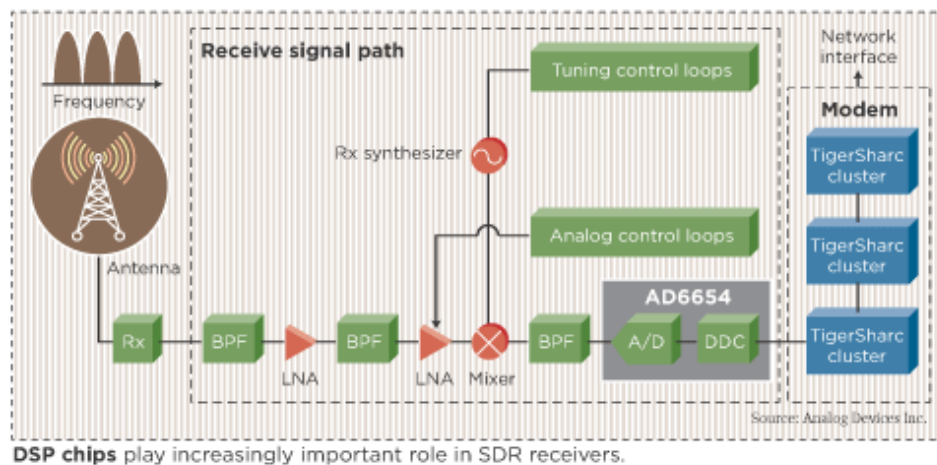 Receive signal path
Frequency
Antenna
Rx
BPF
LNA
BPF
LNA
Mixer
Rx synthesizer
Tuning control loops
Analog control loops
BPF
AD6654
A/D
DDC
Network
interface
Modem
TigerSharc
cluster
TigerSharc
cluster
TigerSharc
cluster
Source: Analog Devices Inc.
DSP chips play increasingly important role in SDR receivers.